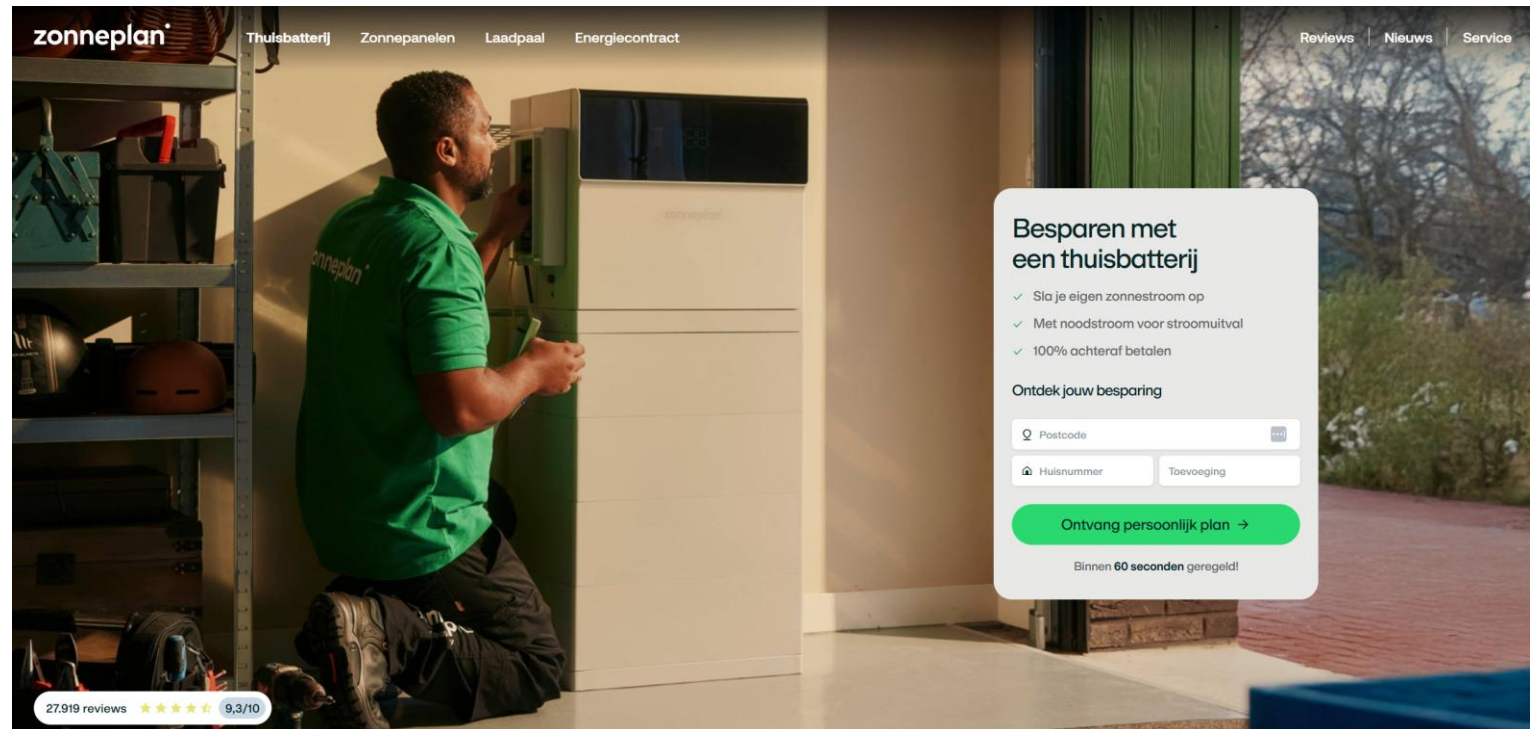 zonneplan
Thuisbatterij
Zonnepanelen
Laadpaal
Energiecontract
Reviews
Nieuws
Service
zonneplan
zonneplan
Besparen met
een thuisbatterij
Sla je eigen zonnestroom op
Met noodstroom voor stroomuitval
100% achteraf betalen
Ontdek jouw besparing
Postcode
Huisnummer
Toevoeging
Ontvang persoonlijk plan →
Binnen 60 seconden geregeld!
27.919 reviews
9,3/10